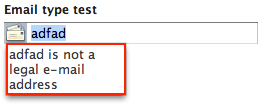 Email type test
adfad
adfad is not a
legal e-mail
address